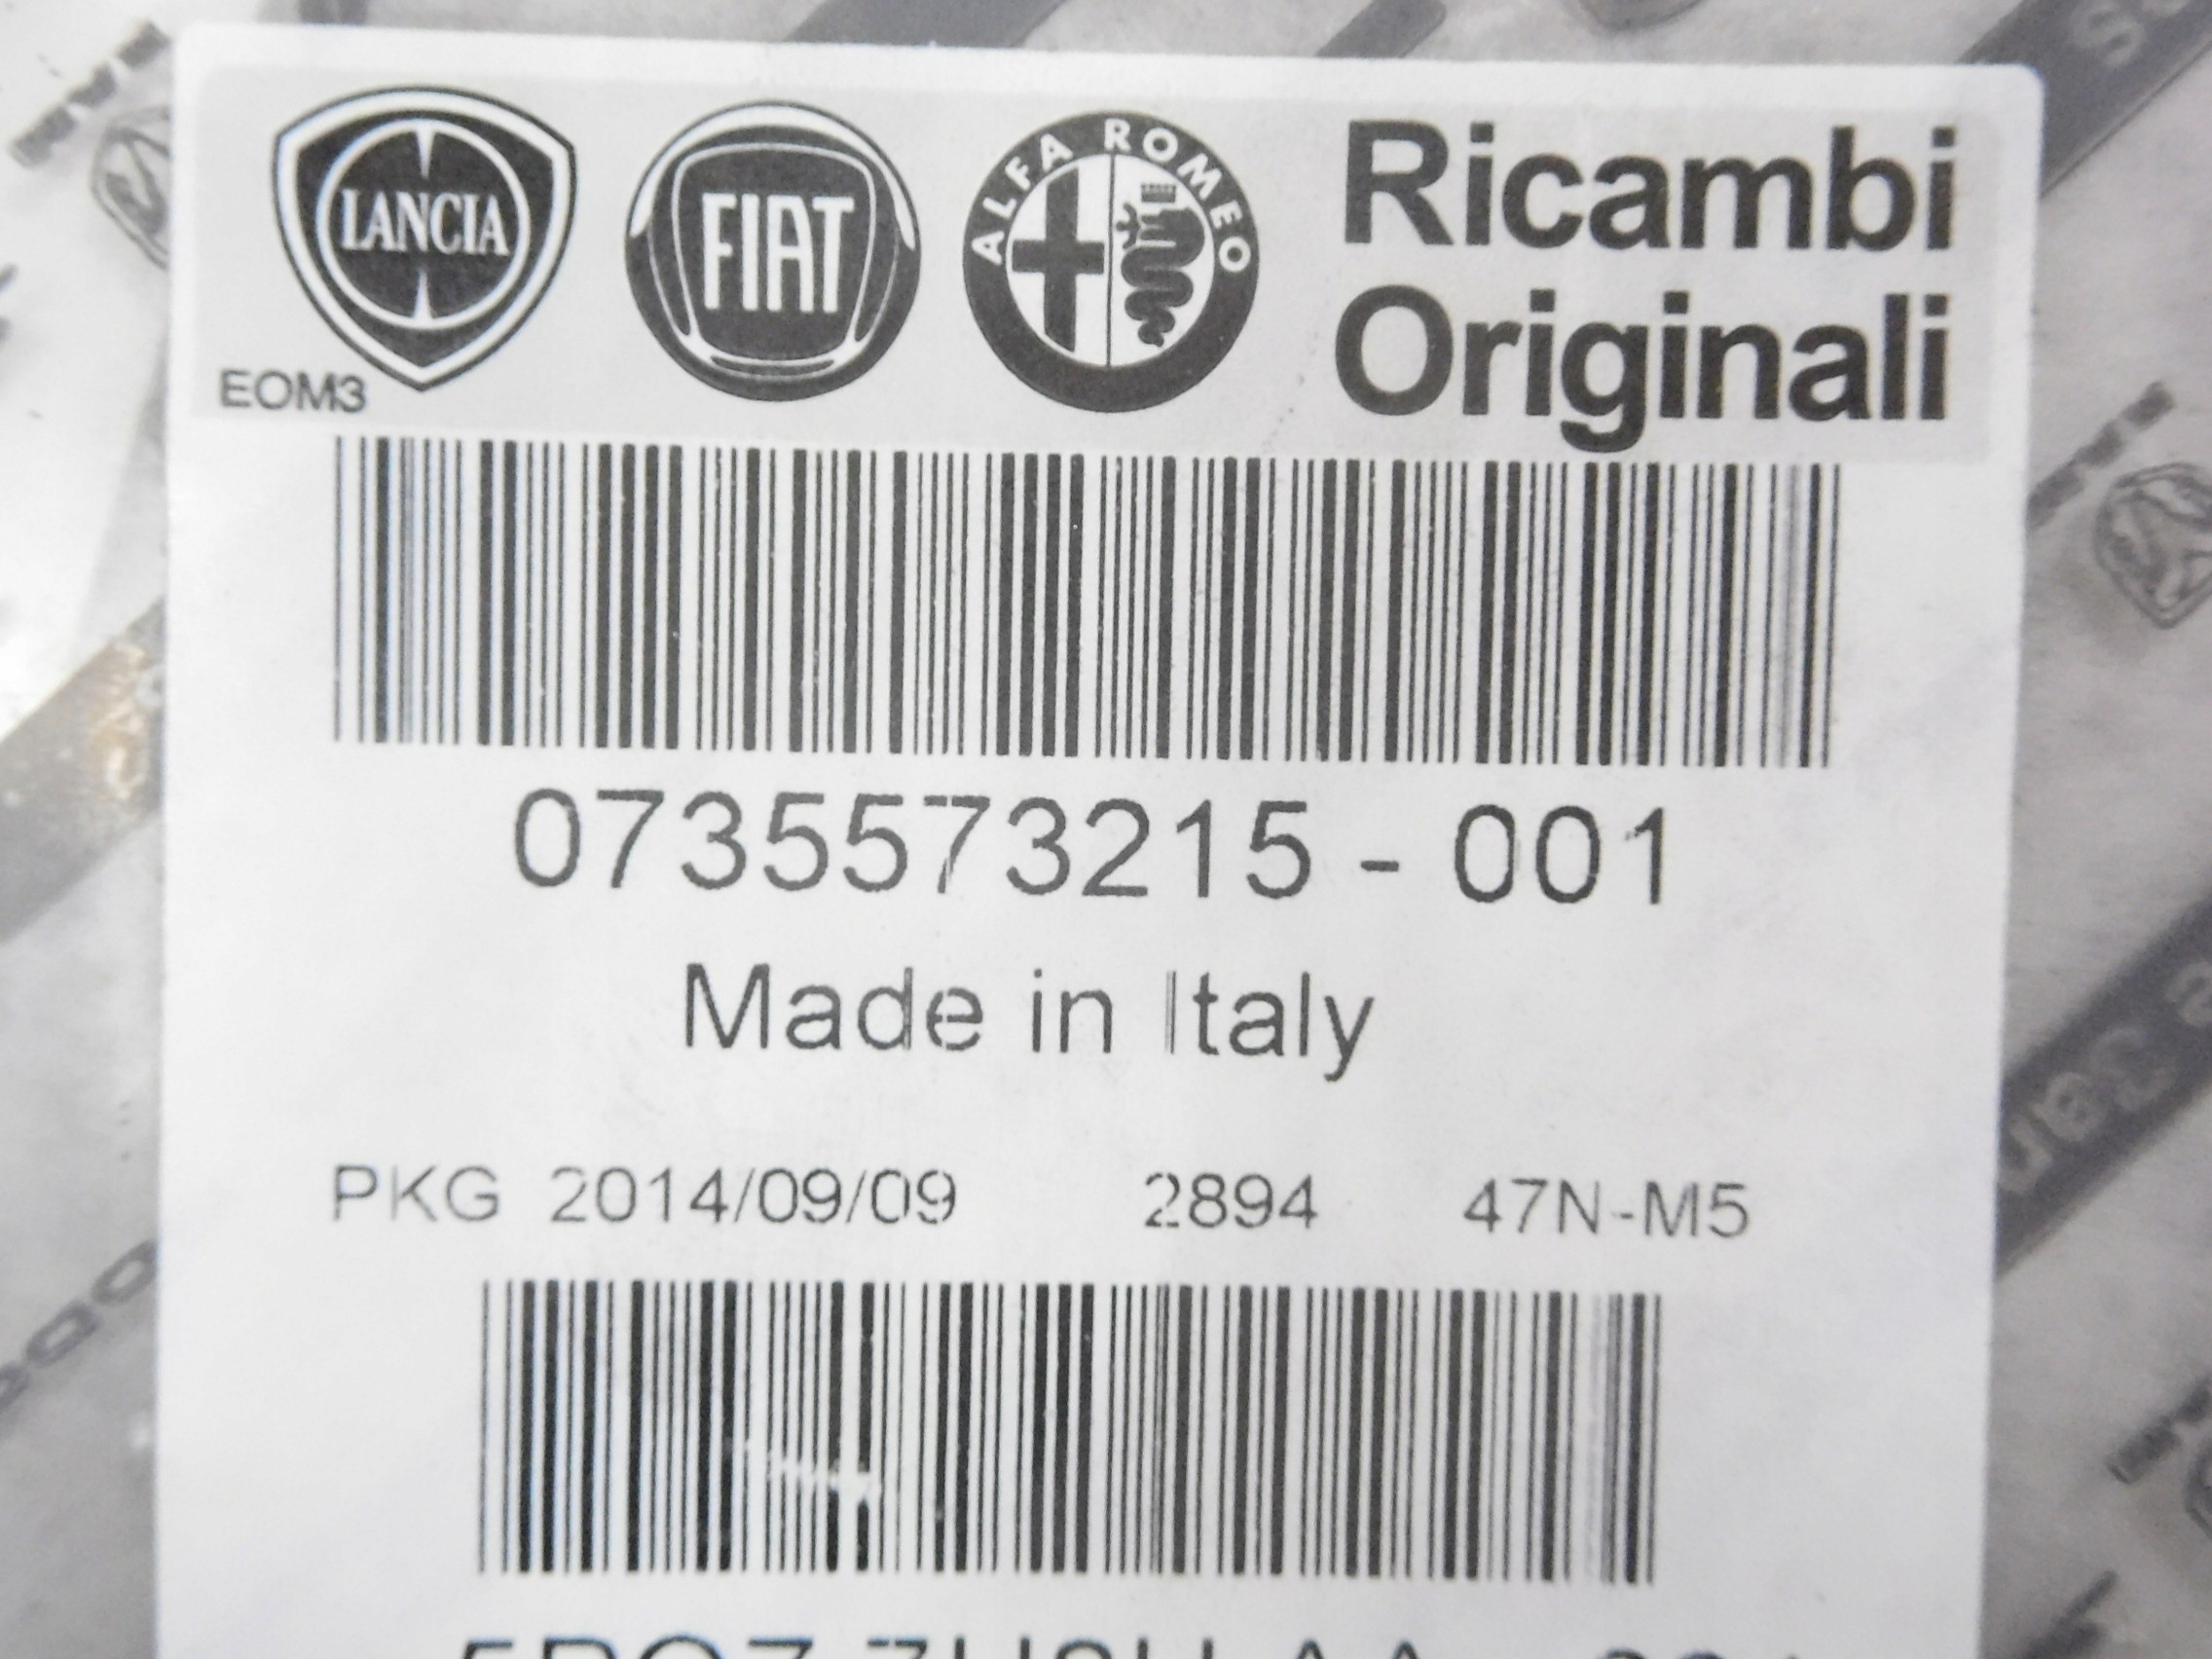 LANCIA
FIAT
ALFA ROMEO
Ricambi
Originali
EOM3
0735573215 - 001
Made in Italy
PKG 2014/09/09 2894 47N-M5